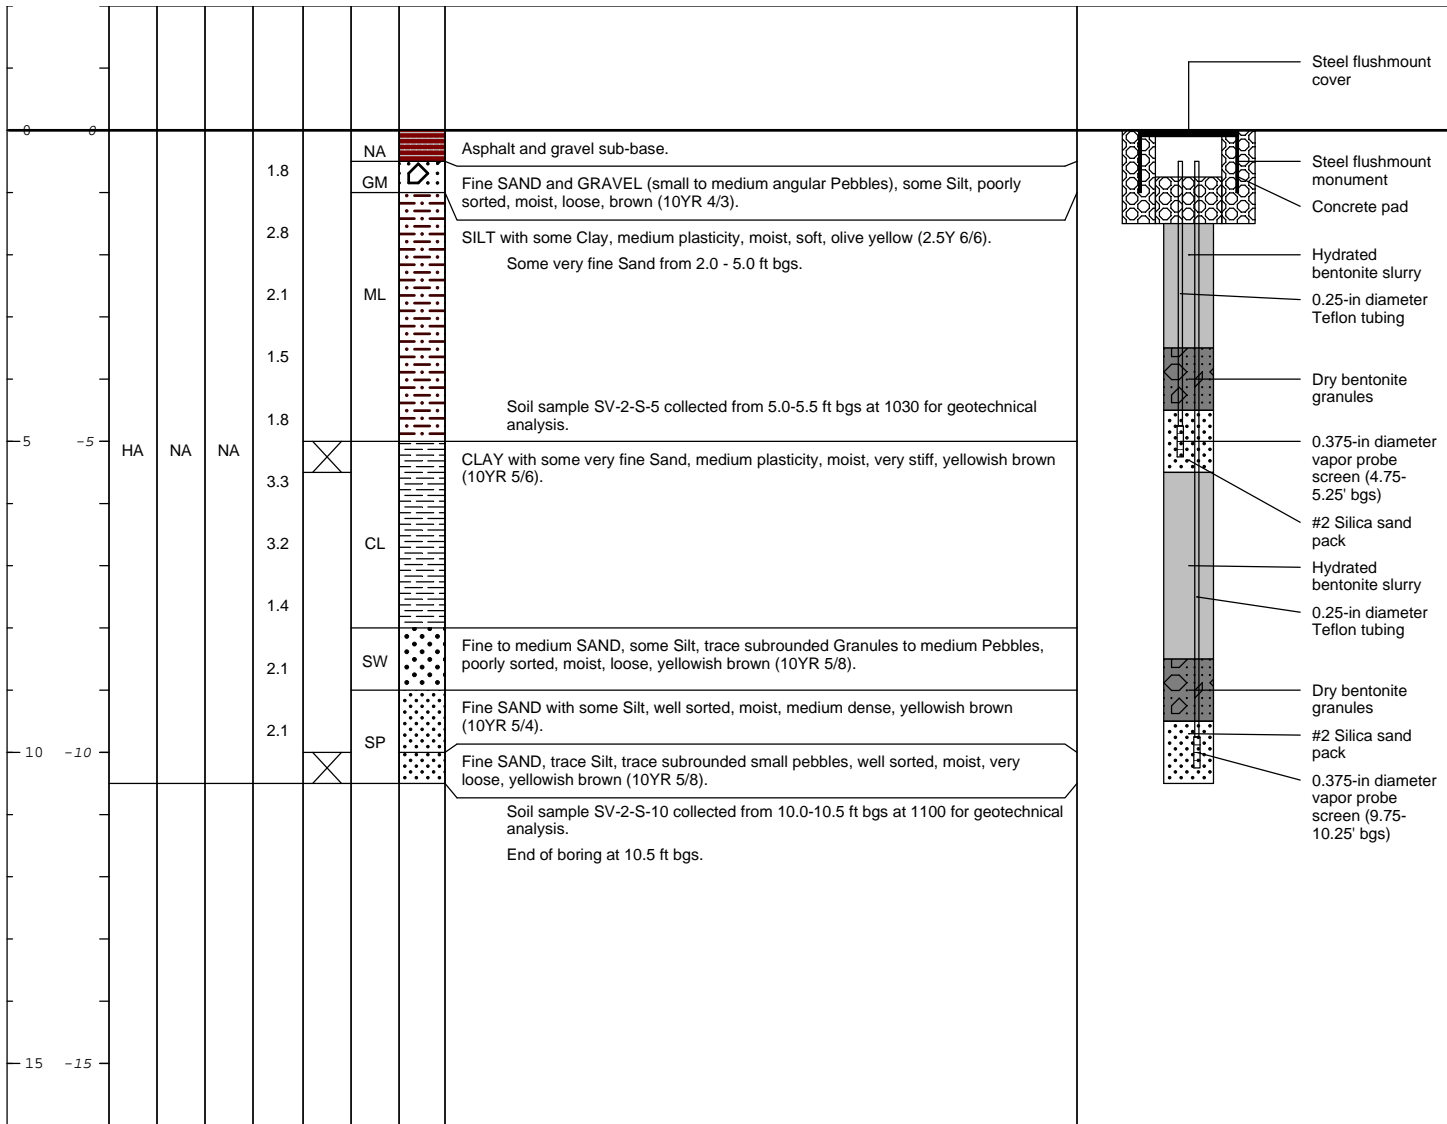 Steel flushmount
cover
0 0
NA
Asphalt and gravel sub-base.
1.8
GM
Fine SAND and GRAVEL (small to medium angular Pebbles), some Silt, poorly
sorted, moist, loose, brown (10YR 4/3).
Steel flushmount
monument
Concrete pad
2.8
SILT with some Clay, medium plasticity, moist, soft, olive yellow (2.5Y 6/6).
Some very fine Sand from 2.0 - 5.0 ft bgs.
Hydrated
bentonite slurry
2.1
ML
0.25-in diameter
Teflon tubing
1.5
Dry bentonite
granules
1.8
Soil sample SV-2-S-5 collected from 5.0-5.5 ft bgs at 1030 for geotechnical
analysis.
5 -5
HA NA NA
CLAY with some very fine Sand, medium plasticity, moist, very stiff, yellowish brown
(10YR 5/6).
0.375-in diameter
vapor probe
screen (4.75-
5.25' bgs)
3.3
#2 Silica sand
pack
3.2
CL
Hydrated
bentonite slurry
1.4
0.25-in diameter
Teflon tubing
SW
Fine to medium SAND, some Silt, trace subrounded Granules to medium Pebbles,
poorly sorted, moist, loose, yellowish brown (10YR 5/8).
2.1
Dry bentonite
granules
Fine SAND with some Silt, well sorted, moist, medium dense, yellowish brown
(10YR 5/4).
2.1
SP
#2 Silica sand
pack
10 -10
Fine SAND, trace Silt, trace subrounded small pebbles, well sorted, moist, very
loose, yellowish brown (10YR 5/8).
0.375-in diameter
vapor probe
screen (9.75-
10.25' bgs)
Soil sample SV-2-S-10 collected from 10.0-10.5 ft bgs at 1100 for geotechnical
analysis.
End of boring at 10.5 ft bgs.
15 -15